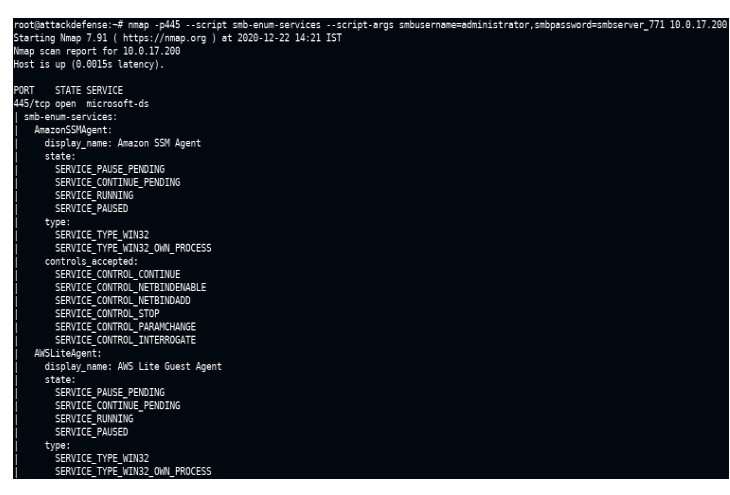 root@attackdefense:~# nmap -p445 --script smb-enum-services --script-args smbusername=administrator,smbpassword=smbserver_771 10.0.17.200
Starting Nmap 7.91 ( https://nmap.org ) at 2020-12-22 14:21 IST
Nmap scan report for 10.0.17.200
Host is up (0.0015s latency).
PORT    STATE SERVICE
445/tcp open  microsoft-ds
| smb-enum-services:
|   AmazonSSMAgent:
|     display_name: Amazon SSM Agent
|     state:
|       SERVICE_PAUSE_PENDING
|       SERVICE_CONTINUE_PENDING
|       SERVICE_RUNNING
|       SERVICE_PAUSED
|     type:
|       SERVICE_TYPE_WIN32
|       SERVICE_TYPE_WIN32_OWN_PROCESS
|     controls_accepted:
|       SERVICE_CONTROL_CONTINUE
|       SERVICE_CONTROL_NETBINDENABLE
|       SERVICE_CONTROL_NETBINDADD
|       SERVICE_CONTROL_STOP
|       SERVICE_CONTROL_PARAMCHANGE
|       SERVICE_CONTROL_INTERROGATE
|   AWSLiteAgent:
|     display_name: AWS Lite Guest Agent
|     state:
|       SERVICE_PAUSE_PENDING
|       SERVICE_CONTINUE_PENDING
|       SERVICE_RUNNING
|       SERVICE_PAUSED
|     type:
|       SERVICE_TYPE_WIN32
|       SERVICE_TYPE_WIN32_OWN_PROCESS